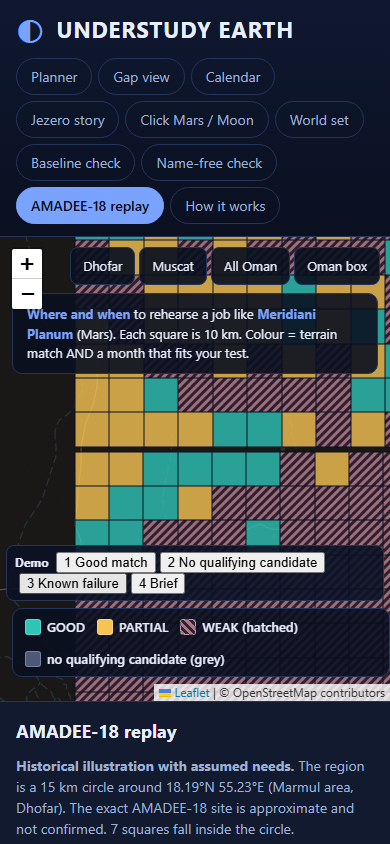 UNDERSTUDY EARTH
Planner
Gap view
Calendar
Jezero story
Click Mars / Moon
World set
Baseline check
Name-free check
AMADEE-18 replay
How it works
+
−
Dhofar
Muscat
All Oman
Oman box
Where and when to rehearse a job like Meridiani
Planum (Mars). Each square is 10 km. Colour = terrain
match AND a month that fits your test.
Demo
1 Good match
2 No qualifying candidate
3 Known failure
4 Brief
GOOD
PARTIAL
WEAK (hatched)
no qualifying candidate (grey)
Leaflet | © OpenStreetMap contributors
AMADEE-18 replay
Historical illustration with assumed needs. The region
is a 15 km circle around 18.19°N 55.23°E (Marmul area,
Dhofar). The exact AMADEE-18 site is approximate and
not confirmed. 7 squares fall inside the circle.